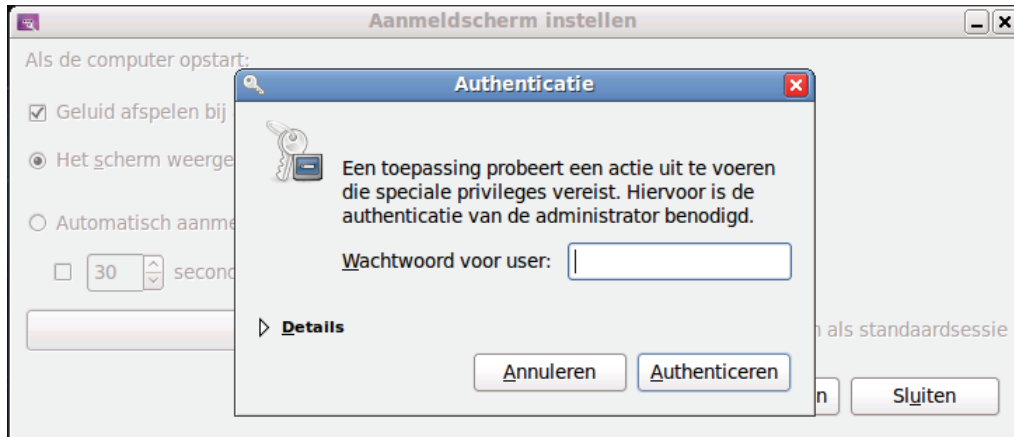 Aanmeldscherm instellen
Als de computer opstart:
Authenticatie
Geluid afspelen bij
Een toepassing probeert een actie uit te voeren
Het scherm weerge
die speciale privileges vereist. Hiervoor is de
authenticatie van de administrator benodigd.
Automatisch aanme
Wachtwoord voor user:
30 second
Details
n als standaardsessie
Annuleren Authenticeren
n Sluiten